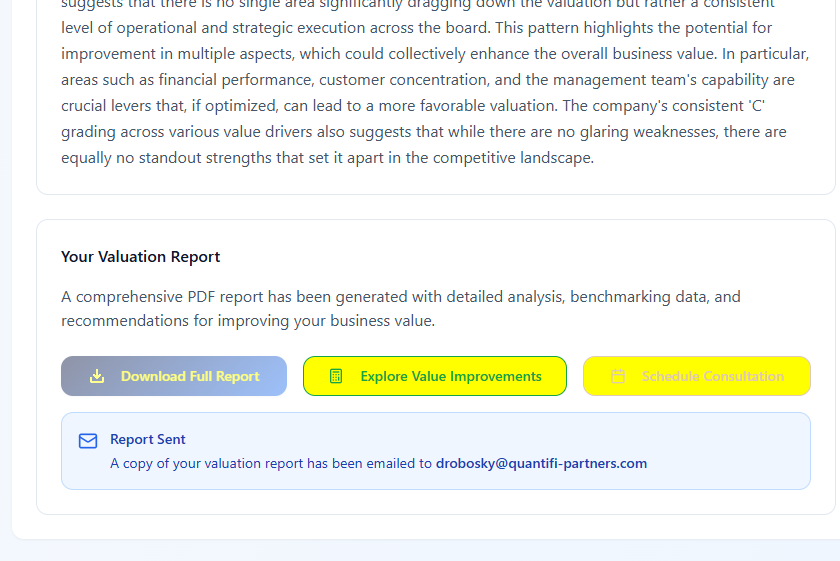 suggests that there is no single area significantly dragging down the valuation but rather a consistent
level of operational and strategic execution across the board. This pattern highlights the potential for
improvement in multiple aspects, which could collectively enhance the overall business value. In particular,
areas such as financial performance, customer concentration, and the management team's capability are
crucial levers that, if optimized, can lead to a more favorable valuation. The company's consistent 'C'
grading across various value drivers also suggests that while there are no glaring weaknesses, there are
equally no standout strengths that set it apart in the competitive landscape.
Your Valuation Report
A comprehensive PDF report has been generated with detailed analysis, benchmarking data, and
recommendations for improving your business value.
Download Full Report
Explore Value Improvements
Schedule Consultation
Report Sent
A copy of your valuation report has been emailed to drobosky@quantifi-partners.com